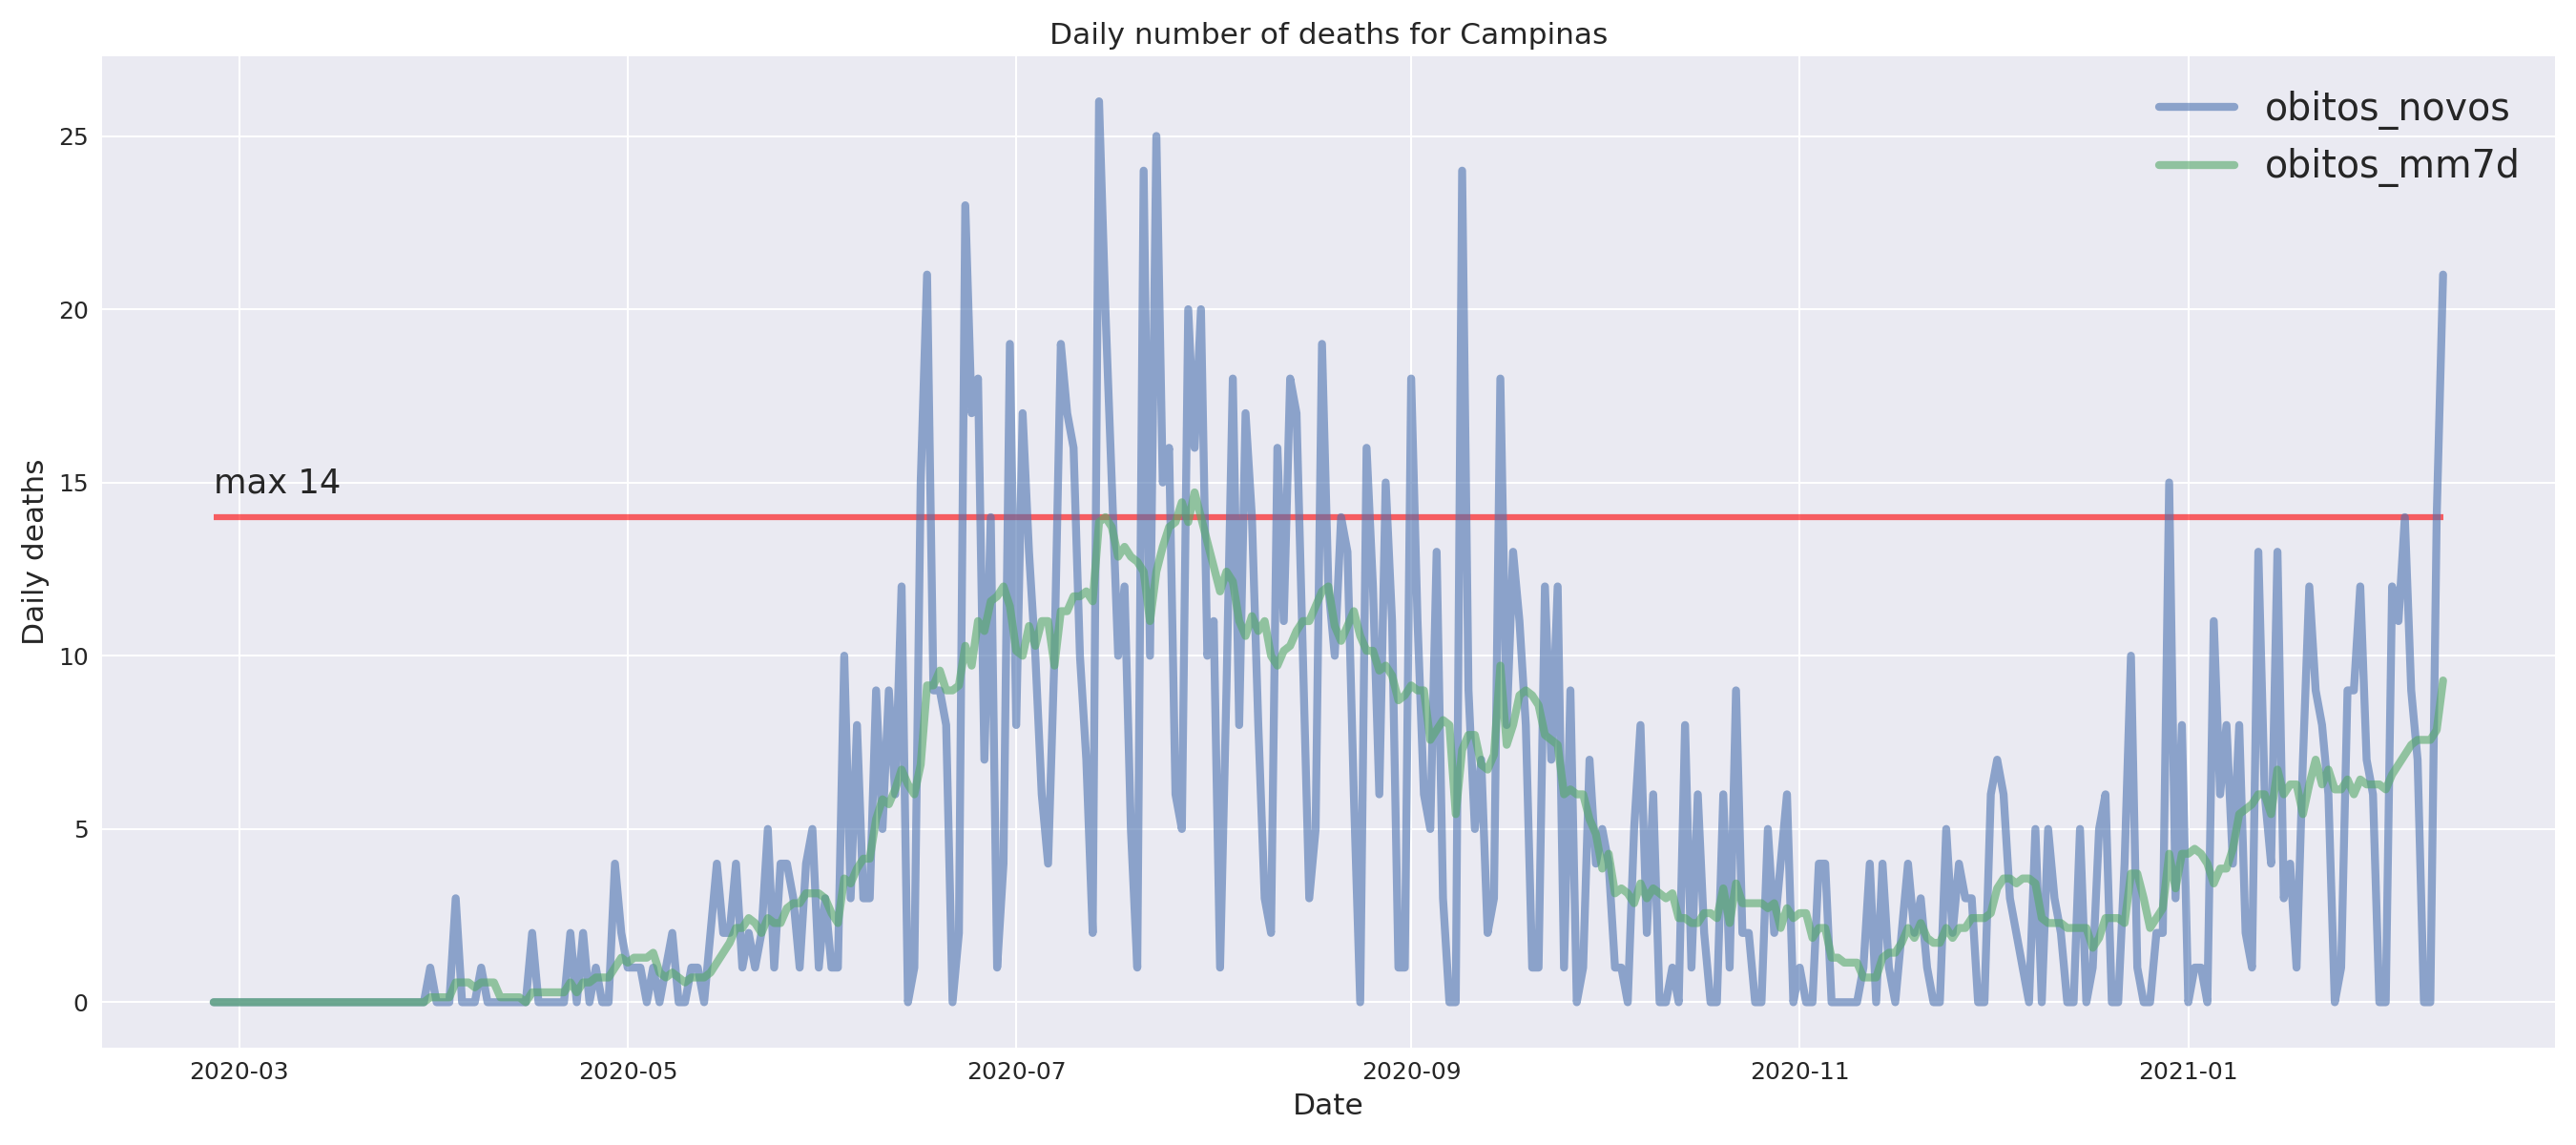 Daily number of deaths for Campinas
obitos_novos
obitos_mm7d
max 14
Daily deaths
25
20
15
10
5
0
2020-03
2020-05
2020-07
2020-09
2020-11
2021-01
Date